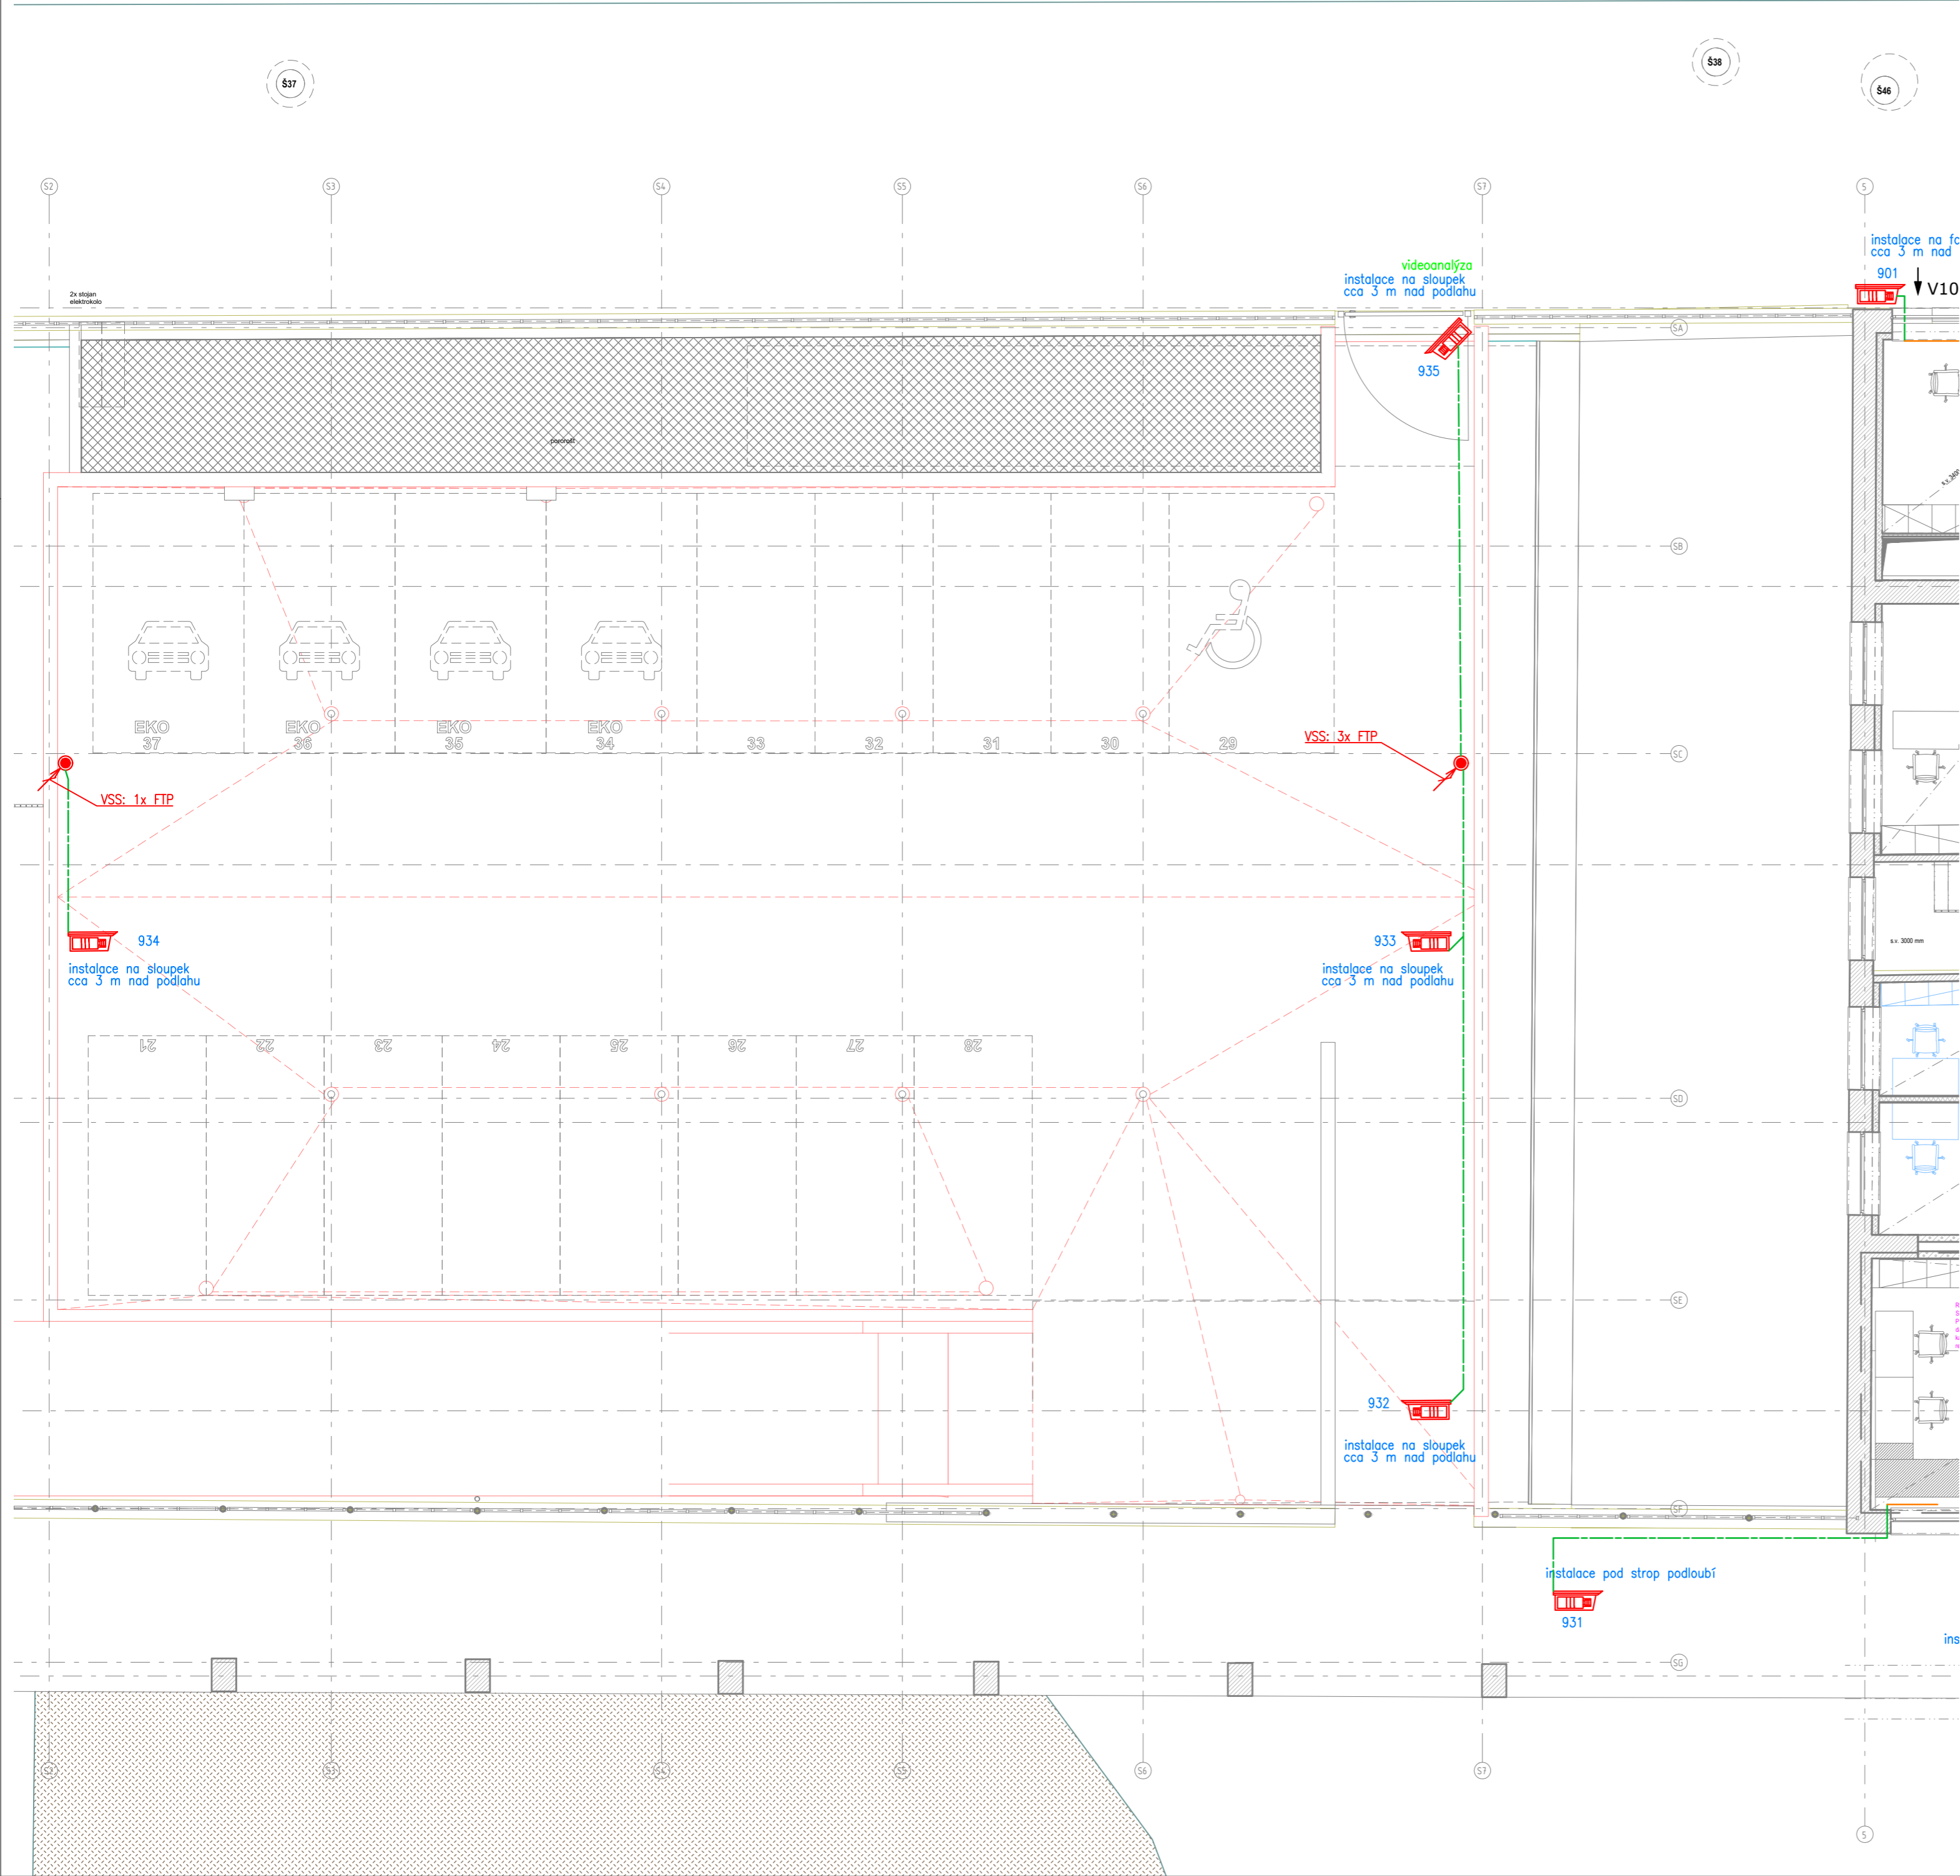 Š37
Š38
Š46
S2
S3
S4
S5
S6
S7
5
instalace na
cca 3 m nad
901
V10
videoanalýza
instalace na sloupek
cca 3 m nad podlahu
2x stojan
elektrokolo
SA
935
pororošt
SB
EKO
37
EKO
36
EKO
35
EKO
34
33
32
31
30
29
VSS: 3x FTP
SC
VSS: 1x FTP
934
instalace na sloupek
cca 3 m nad podlahu
933
instalace na sloupek
cca 3 m nad podlahu
s.v. 3000 mm
21
22
23
24
25
26
27
28
SD
SE
932
instalace na sloupek
cca 3 m nad podlahu
SF
instalace pod strop podloubí
931
ins
SG
S2
S3
S4
S5
S6
S7
5